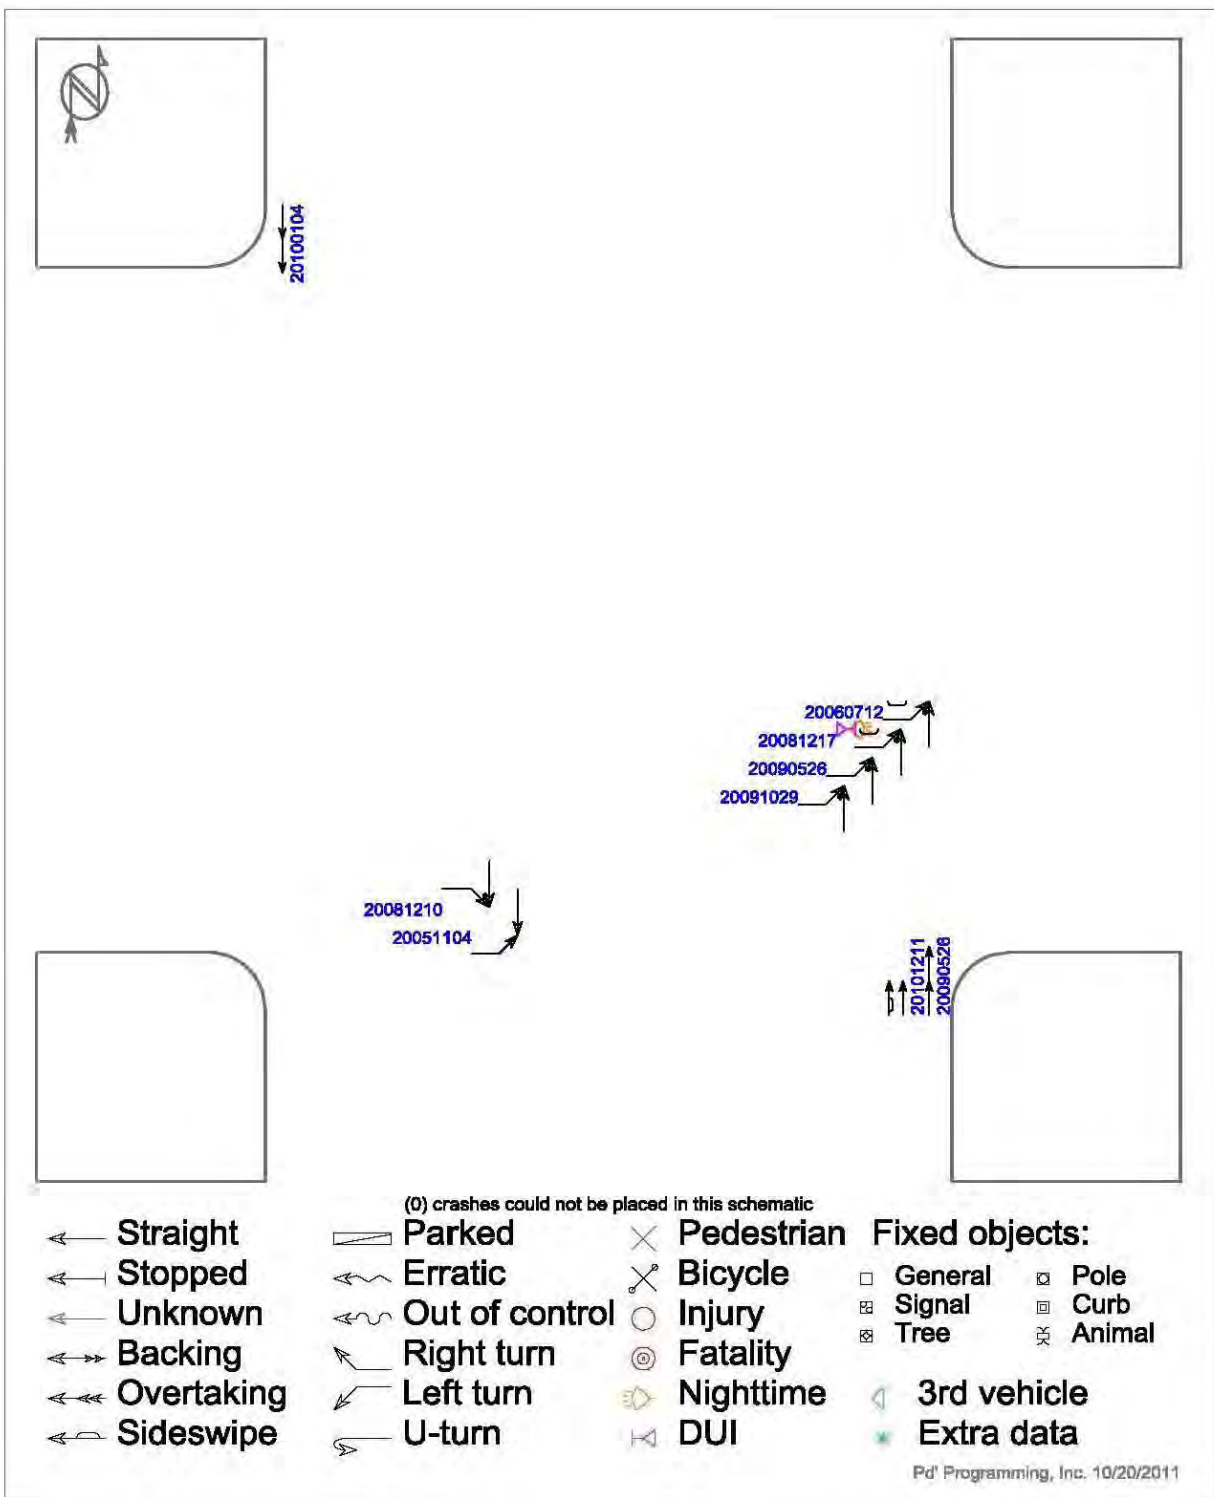 20100104
20060712
20081217
20090526
20091029
20081210
20051104
20101211
20090526
(0) crashes could not be placed in this schematic
Straight Parked Pedestrian Fixed objects:
Stopped Erratic Bicycle General Pole
Unknown Out of control Injury Signal Curb
Backing Right turn Fatality Tree Animal
Overtaking Left turn Nighttime 3rd vehicle
Sideswipe U-turn DUI Extra data
Pd' Programming, Inc. 10/20/2011